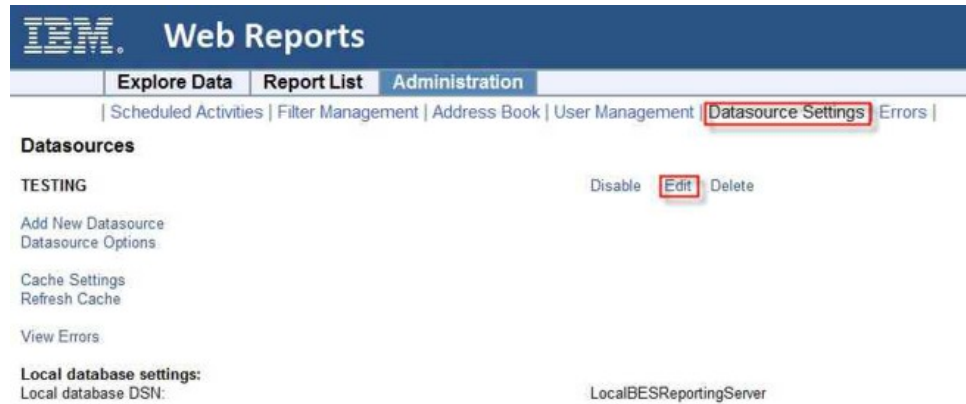 IBM. Web Reports
Explore Data Report List Administration
| Scheduled Activities | Filter Management | Address Book | User Management | Datasource Settings Errors |
Datasources
TESTING Disable Edit Delete
Add New Datasource
Datasource Options
Cache Settings
Refresh Cache
View Errors
Local database settings:
Local database DSN: LocalBESReportingServer